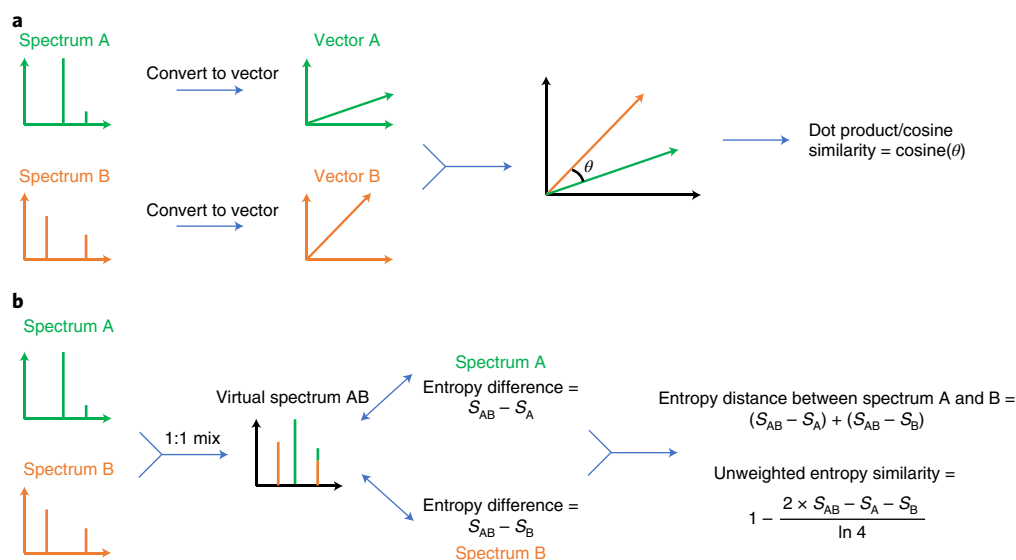 a
Spectrum A
Convert to vector
Vector A
Spectrum B
Convert to vector
Vector B
θ
Dot product/cosine
similarity = cosine(θ)
b
Spectrum A
Spectrum B
1:1 mix
Virtual spectrum AB
Spectrum A
Entropy difference =
S_AB – S_A
Entropy difference =
S_AB – S_B
Spectrum B
Entropy distance between spectrum A and B =
(S_AB – S_A) + (S_AB – S_B)
Unweighted entropy similarity =
1 – (2 × S_AB – S_A – S_B) / ln 4